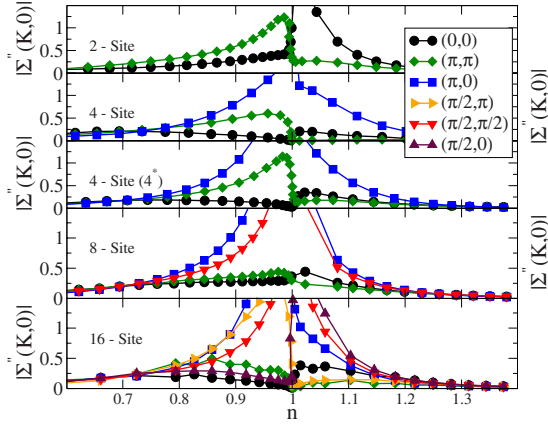 |Σ''(K,0)|
1
0.5
0
2 - Site
(0,0)
(π,π)
(π,0)
(π/2,π)
(π/2,π/2)
(π/2,0)
|Σ''(K,0)|
|Σ''(K,0)|
1
0.5
0
4 - Site
|Σ''(K,0)|
1
0.5
0
4 - Site (4*)
|Σ''(K,0)|
|Σ''(K,0)|
1
0.5
0
8 - Site
|Σ''(K,0)|
1
0.5
0
16 - Site
0.7 0.8 0.9 1 1.1 1.2 1.3
n